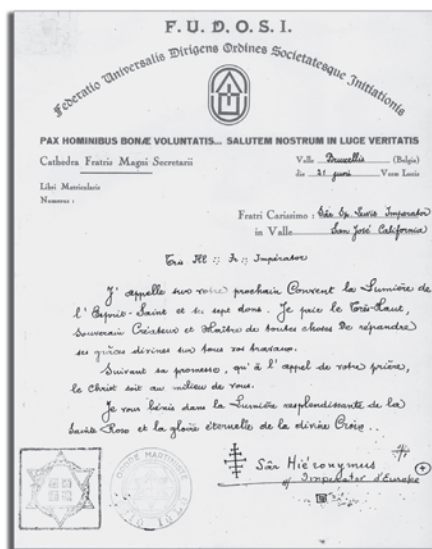 F. U. D. O. S. I.
Federatio Universalis Dirigens Ordines Societatesque Initiationis
PAX HOMINIBUS BONÆ VOLUNTATIS... SALUTEM NOSTRUM IN LUCE VERITATIS
Cathedra Fratris Magni Secretarii
Valle Bruxellis (Belgia)
die 21 juni Veræ Lucis
Libri Matricularis
Numerus :
Fratri Carissimo : Sâr Lewis Imperator
in Valle San José California
Très Ill ∴ Fr ∴ Impérator
J'appelle sur votre prochain Convent la Lumière de
l'Esprit-Saint et ses sept dons. Je prie le Très-Haut,
Souverain Créateur et Maître de toutes choses De répandre
ses grâces divines sur tous vos travaux.
Suivant sa promesse, qu'à l'appel de votre prière,
le Christ soit au milieu de vous.
Je vous bénis dans la Lumière resplendissante de la
Sainte Rose et la gloire éternelle de la divine Croix..
Sâr Hiéronymus
Imperator d'Europe
ORDRE MARTINISTE